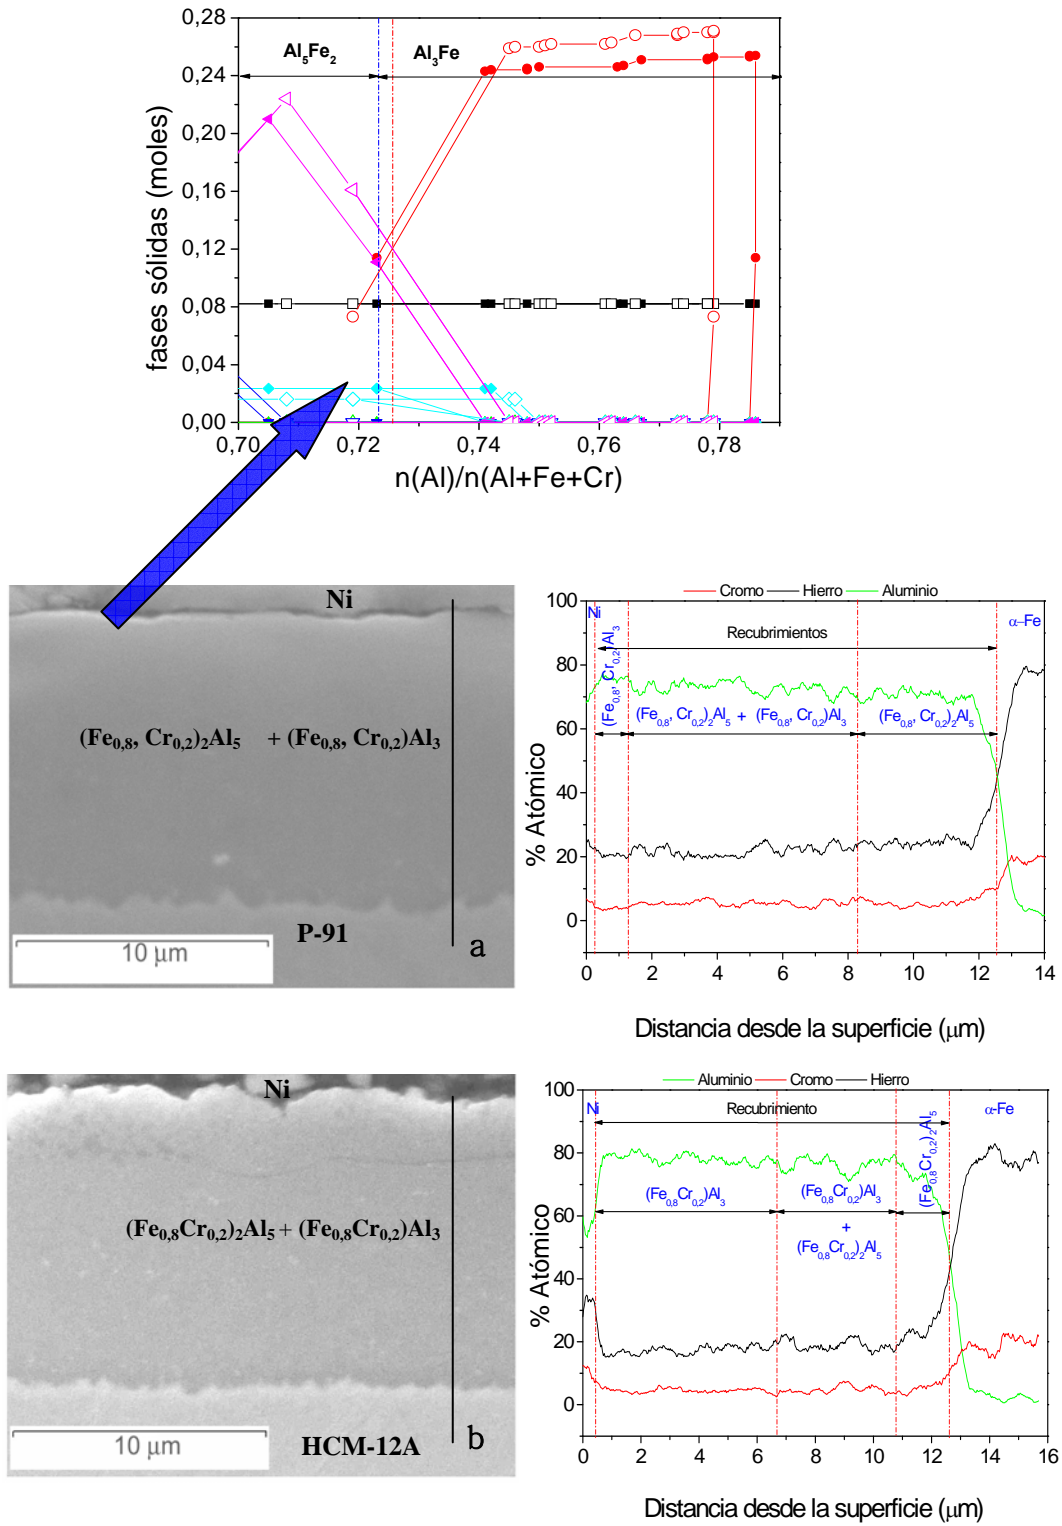 0,28
0,24
0,20
0,16
0,12
0,08
0,04
0,00
fases sólidas (moles)
Al5Fe2
Al3Fe
0,70 0,72 0,74 0,76 0,78
n(Al)/n(Al+Fe+Cr)
Ni
(Fe0,8, Cr0,2)2Al5 + (Fe0,8, Cr0,2)Al3
P-91
10 μm
a
Cromo Hierro Aluminio
100
80
60
40
20
0
% Atómico
Ni
α-Fe
Recubrimientos
(Fe0,8, Cr0,2)Al3
(Fe0,8, Cr0,2)2Al5 + (Fe0,8, Cr0,2)Al3
(Fe0,8, Cr0,2)2Al5
0 2 4 6 8 10 12 14
Distancia desde la superficie (μm)
Ni
(Fe0,8Cr0,2)2Al5 + (Fe0,8Cr0,2)Al3
HCM-12A
10 μm
b
Aluminio Cromo Hierro
100
80
60
40
20
0
% Atómico
Ni
Recubrimiento
α-Fe
(Fe0,8Cr0,2)Al3
(Fe0,8Cr0,2)Al3
+
(Fe0,8Cr0,2)2Al5
(Fe0,8Cr0,2)2Al5
0 2 4 6 8 10 12 14 16
Distancia desde la superficie (μm)